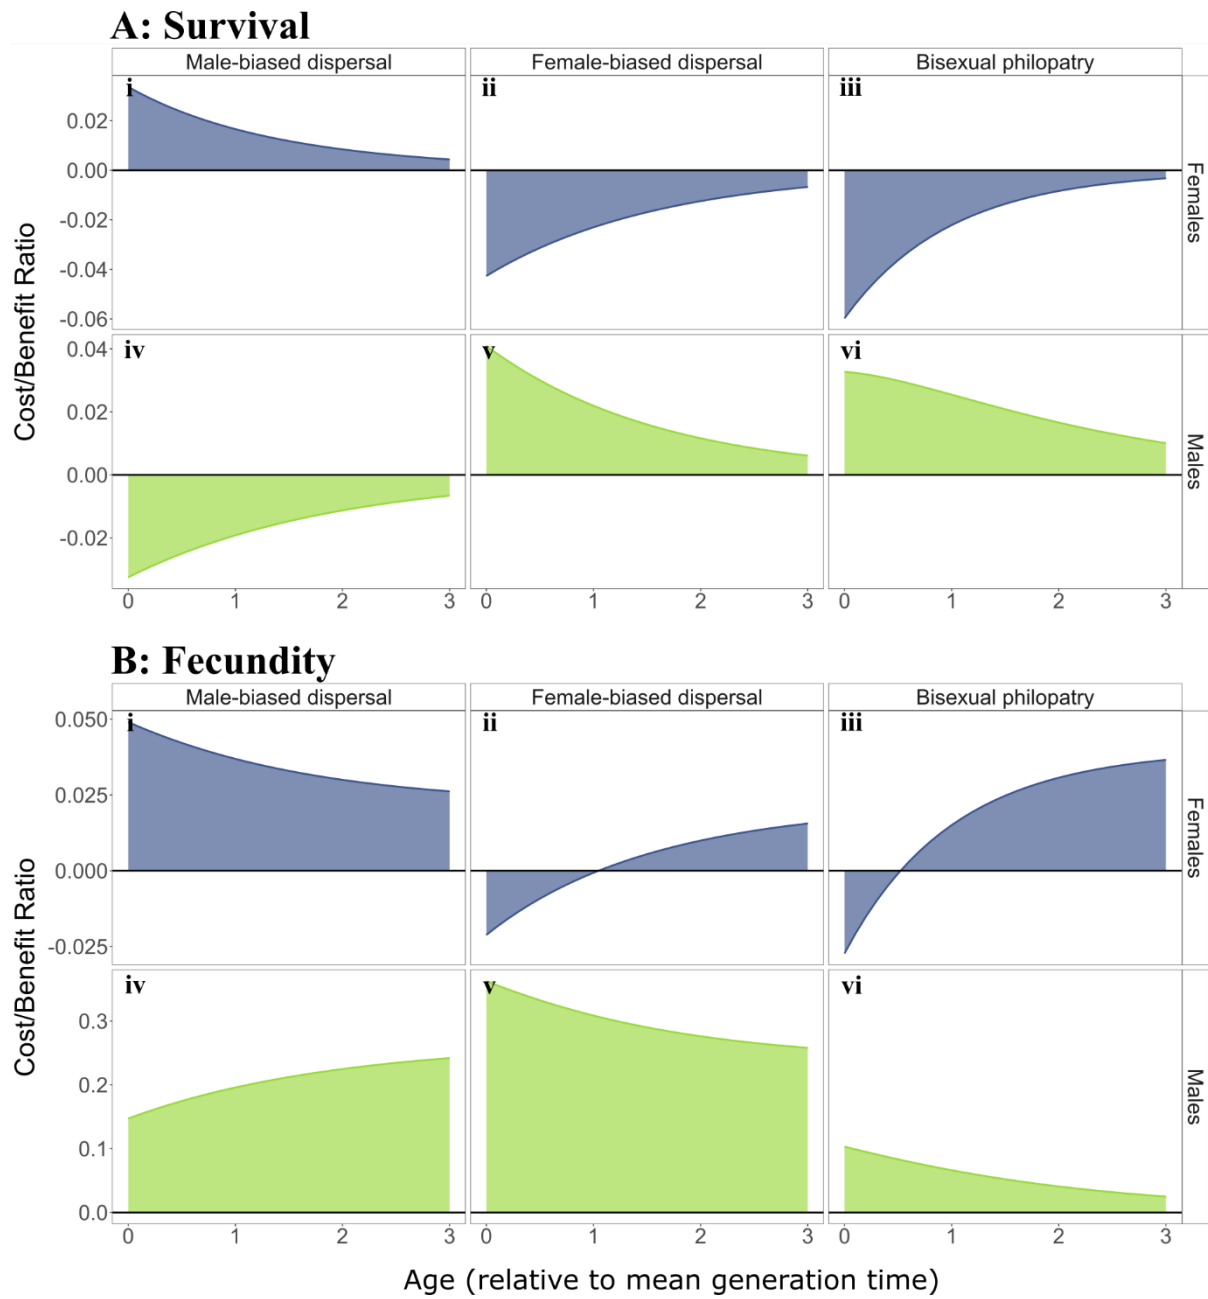 A: Survival
Male-biased dispersal Female-biased dispersal Bisexual philopatry
i ii iii
0.02
0.00
-0.02
-0.04
-0.06
Females
iv v vi
0.04
0.02
0.00
-0.02
Males
Cost/Benefit Ratio
0 1 2 3 0 1 2 3 0 1 2 3
B: Fecundity
Male-biased dispersal Female-biased dispersal Bisexual philopatry
i ii iii
0.050
0.025
0.000
-0.025
Females
iv v vi
0.3
0.2
0.1
0.0
Males
Cost/Benefit Ratio
0 1 2 3 0 1 2 3 0 1 2 3
Age (relative to mean generation time)